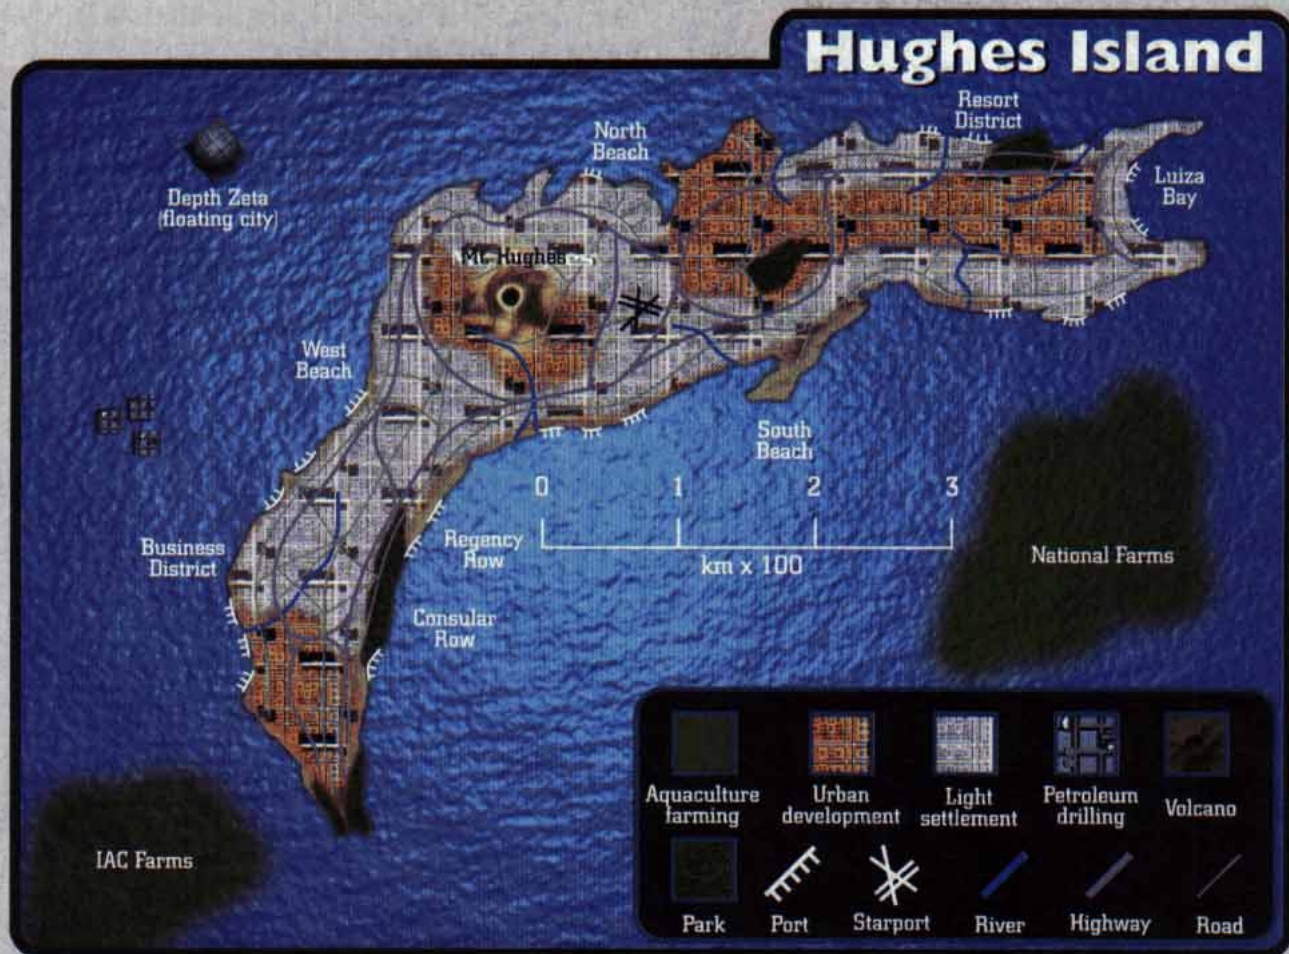 Hughes Island
Resort
District
North
Beach
Luiza
Bay
Depth Zeta
(floating city)
Mt. Hughes
West
Beach
South
Beach
0 1 2 3
km x 100
Regency
Row
Business
District
National Farms
Consular
Row
IAC Farms
Aquaculture
farming
Urban
development
Light
settlement
Petroleum
drilling
Volcano
Park
Port
Starport
River
Highway
Road